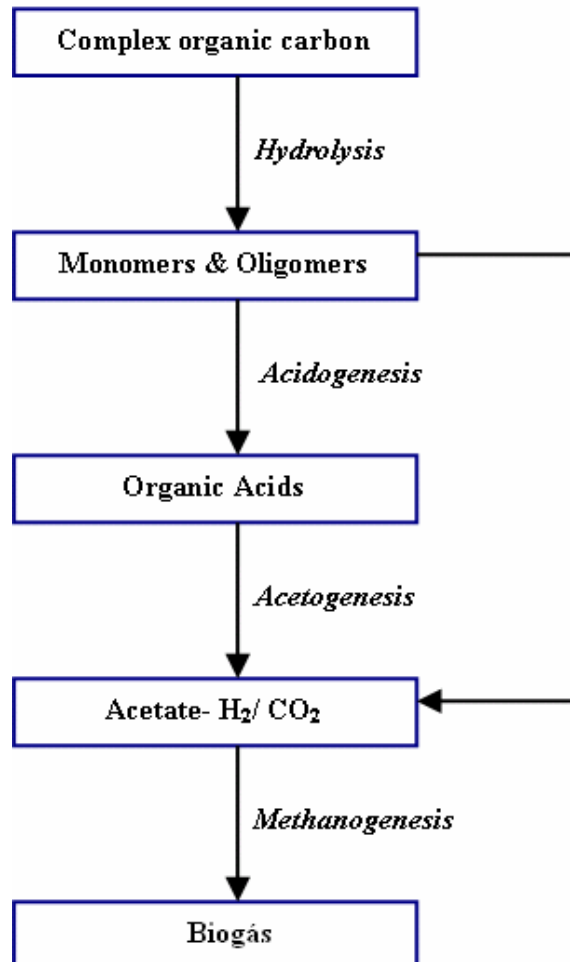 Complex organic carbon
Hydrolysis
Monomers & Oligomers
Acidogenesis
Organic Acids
Acetogenesis
Acetate- H₂/ CO₂
Methanogenesis
Biogás